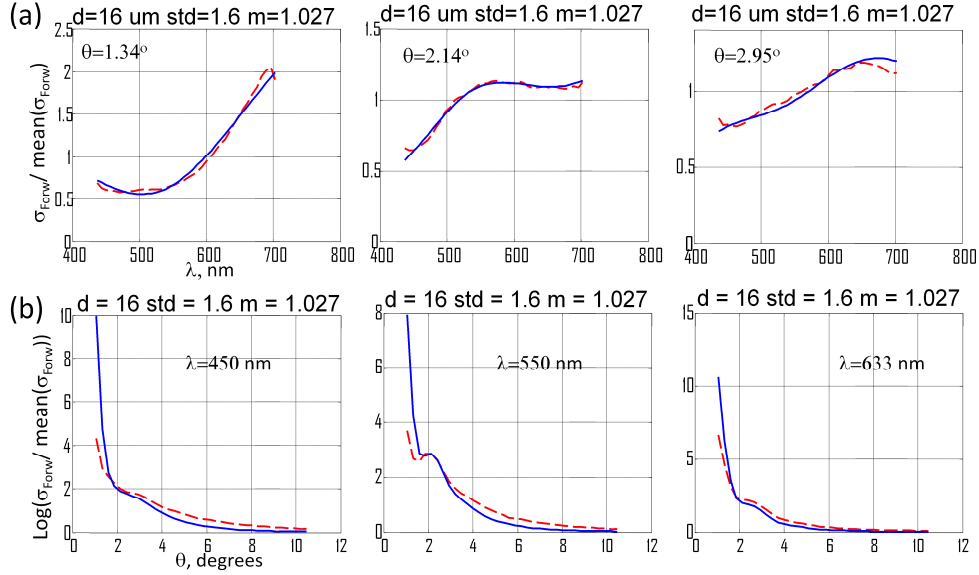 (a)
d=16 um std=1.6 m=1.027
d=16 um std=1.6 m=1.027
d=16 um std=1.6 m=1.027
2.5
2
1.5
1
0.5
0
θ=1.34°
σForw/ mean(σForw)
400 500 600 700 800
λ, nm
1.5
1
0.5
0
θ=2.14°
400 500 600 700 800
1
0.5
0
θ=2.95°
400 500 600 700 800
(b)
d = 16 std = 1.6 m = 1.027
d = 16 std = 1.6 m = 1.027
d = 16 std = 1.6 m = 1.027
10
8
6
4
2
0
λ=450 nm
Log(σForw/ mean(σForw))
0 2 4 6 8 10 12
θ, degrees
8
6
4
2
0
λ=550 nm
0 2 4 6 8 10 12
15
10
5
0
λ=633 nm
0 2 4 6 8 10 12